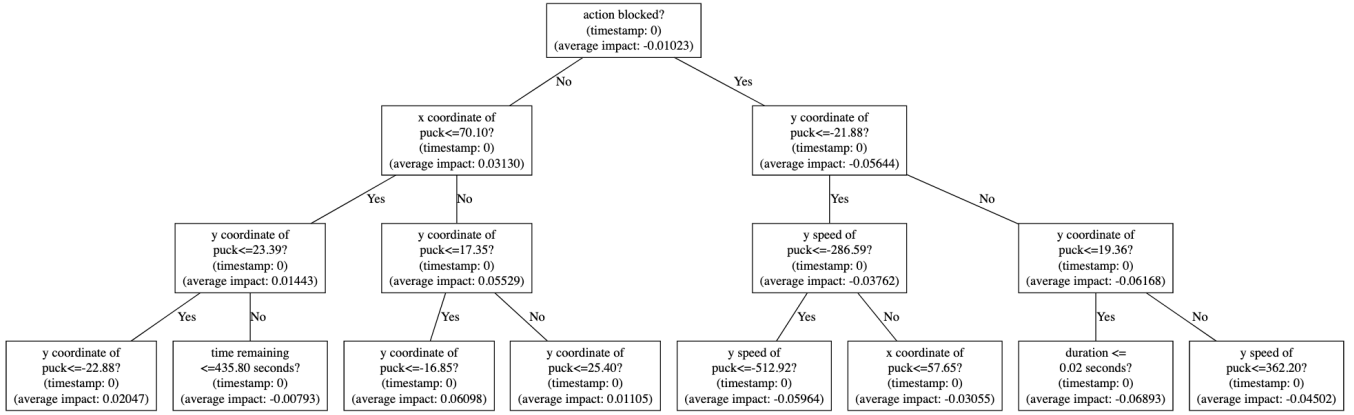 action blocked?
(timestamp: 0)
(average impact: -0.01023)
No
Yes
x coordinate of
puck<=70.10?
(timestamp: 0)
(average impact: 0.03130)
y coordinate of
puck<=-21.88?
(timestamp: 0)
(average impact: -0.05644)
Yes
No
Yes
No
y coordinate of
puck<=23.39?
(timestamp: 0)
(average impact: 0.01443)
y coordinate of
puck<=17.35?
(timestamp: 0)
(average impact: 0.05529)
y speed of
puck<=-286.59?
(timestamp: 0)
(average impact: -0.03762)
y coordinate of
puck<=19.36?
(timestamp: 0)
(average impact: -0.06168)
Yes
No
Yes
No
Yes
No
Yes
No
y coordinate of
puck<=-22.88?
(timestamp: 0)
(average impact: 0.02047)
time remaining
<=435.80 seconds?
(timestamp: 0)
(average impact: -0.00793)
y coordinate of
puck<=-16.85?
(timestamp: 0)
(average impact: 0.06098)
y coordinate of
puck<=25.40?
(timestamp: 0)
(average impact: 0.01105)
y speed of
puck<=-512.92?
(timestamp: 0)
(average impact: -0.05964)
x coordinate of
puck<=57.65?
(timestamp: 0)
(average impact: -0.03055)
duration <=
0.02 seconds?
(timestamp: 0)
(average impact: -0.06893)
y speed of
puck<=362.20?
(timestamp: 0)
(average impact: -0.04502)